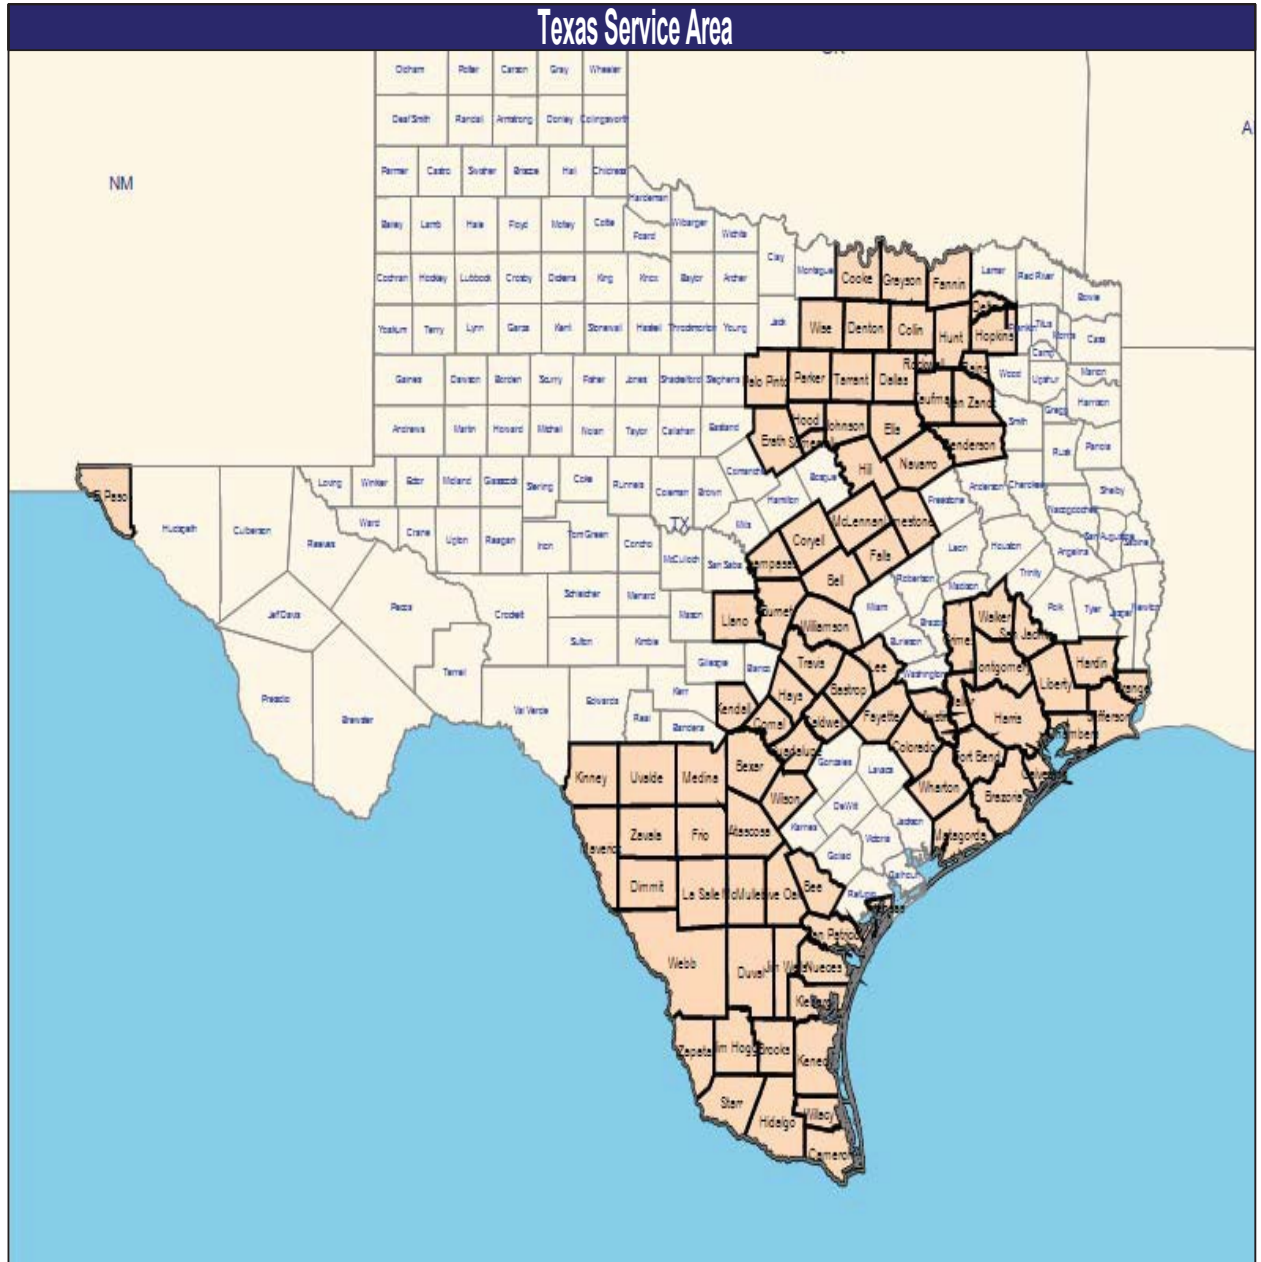 Texas Service Area
Oldham Potter Carson Gray Wheeler
Deaf Smith Randall Armstrong Donley Collingsworth
A
NM
Parmer Castro Swisher Briscoe Hall Childress
Hardeman
Bailey Lamb Hale Floyd Motley Cottle Foard Wilbarger Wichita
Clay Montague Cooke Grayson Fannin Lamar Red River Bowie
Cochran Hockley Lubbock Crosby Dickens King Knox Baylor Archer
Yoakum Terry Lynn Garza Kent Stonewall Haskell Throckmorton Young Jack Wise Denton Collin Hunt Hopkins Titus Morris Cass
Camp Marion
Gaines Dawson Borden Scurry Fisher Jones Shackelford Stephens Palo Pinto Parker Tarrant Dallas Rockwall Rains Wood Upshur
Kaufman Van Zandt Gregg Harrison
Andrews Martin Howard Mitchell Nolan Taylor Callahan Eastland Erath Hood Johnson Ellis Henderson Smith Rusk Panola
Somervell Hill Navarro
El Paso Loving Winkler Ector Midland Glasscock Sterling Coke Runnels Coleman Brown Comanche Hamilton Bosque Freestone Anderson Cherokee Shelby
Nacogdoches
Hudspeth Culberson Reeves Ward Crane Upton Reagan Irion Tom Green Concho TX Mills McLennan Limestone San Augustine Sabine
McCulloch San Saba Lampasas Coryell Falls Leon Houston Angelina
Bell Robertson Madison Trinity
Jeff Davis Pecos Crockett Schleicher Menard Mason Llano Burnet Williamson Milam Brazos Grimes Walker San Jacinto Polk Tyler Jasper Newton
Sutton Kimble Burleson
Terrell Gillespie Blanco Travis Lee Washington Montgomery Liberty Hardin Orange
Presidio Brewster Val Verde Edwards Real Kerr Bandera Kendall Hays Bastrop Fayette Austin Harris Jefferson
Comal Caldwell Chambers
Guadalupe Colorado Fort Bend Galveston
Kinney Uvalde Medina Bexar Gonzales Lavaca Wharton Brazoria
Wilson DeWitt
Maverick Zavala Frio Atascosa Karnes Victoria Jackson Matagorda
Goliad Calhoun
Dimmit La Salle McMullen Live Oak Bee Refugio
San Patricio
Webb Duval Jim Wells Nueces
Kleberg
Zapata Jim Hogg Brooks Kenedy
Starr Hidalgo Willacy
Cameron